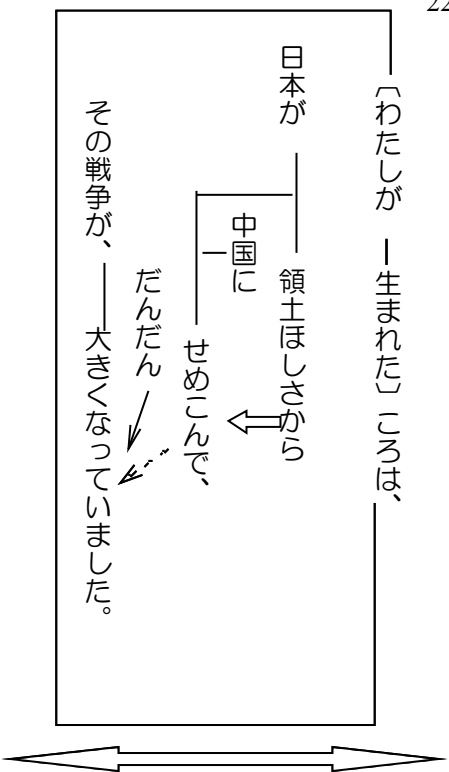 22
〔わたしが 生まれた〕ころは、
日本が 領土ほしさから
中国に
せめこんで、
だんだん
その戦争が、大きくなっていました。